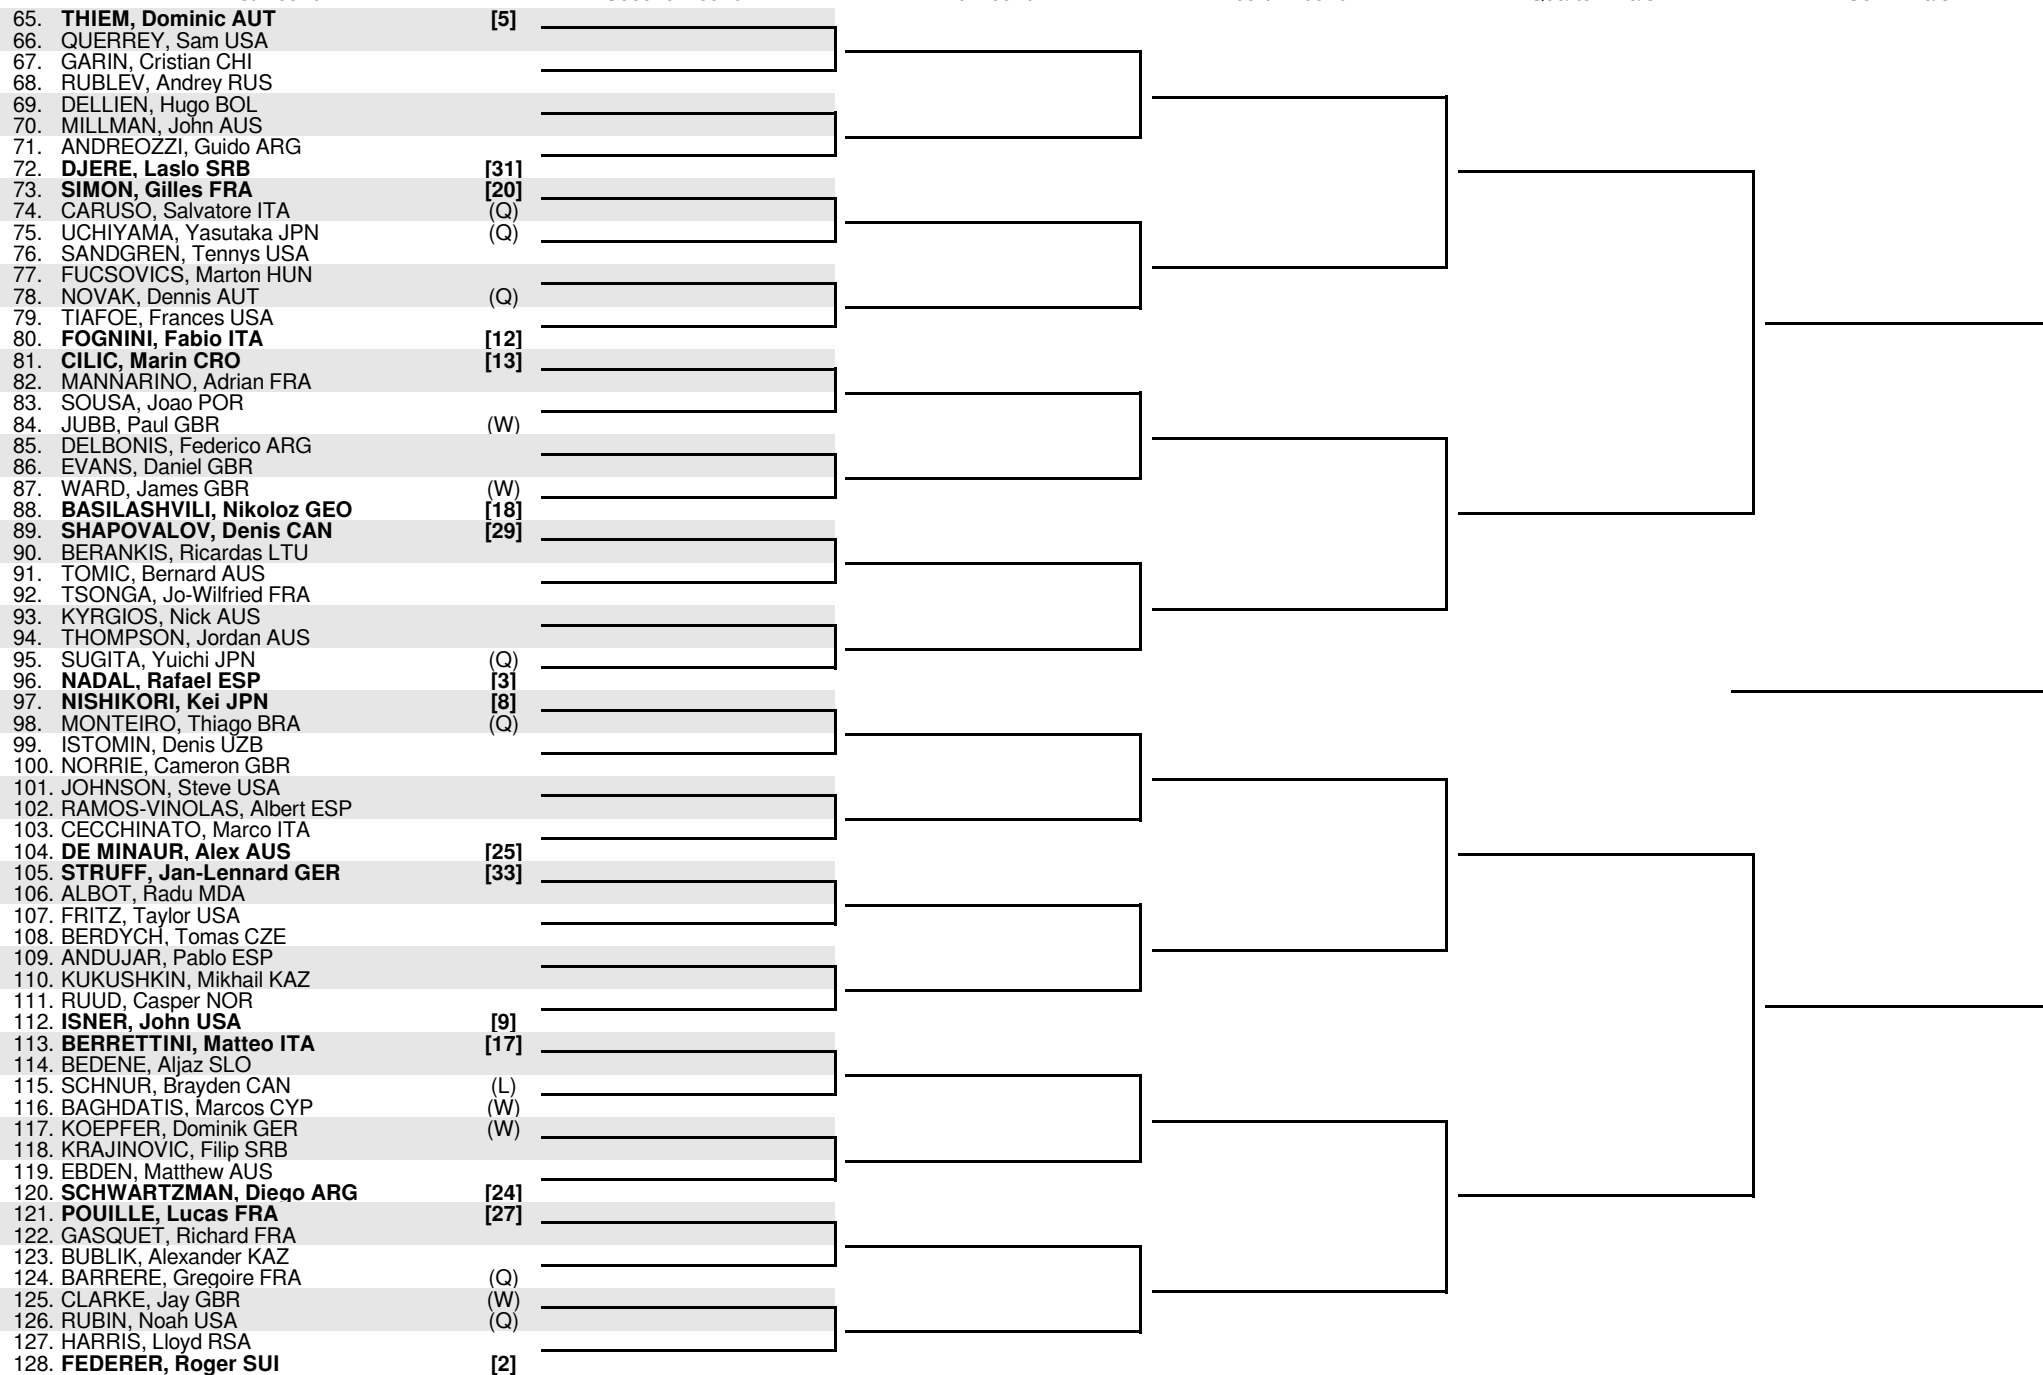 65. THIEM, Dominic AUT [5]
66. QUERREY, Sam USA
67. GARIN, Cristian CHI
68. RUBLEV, Andrey RUS
69. DELLIEN, Hugo BOL
70. MILLMAN, John AUS
71. ANDREOZZI, Guido ARG
72. DJERE, Laslo SRB [31]
73. SIMON, Gilles FRA [20]
74. CARUSO, Salvatore ITA (Q)
75. UCHIYAMA, Yasutaka JPN (Q)
76. SANDGREN, Tennys USA
77. FUCSOVICS, Marton HUN
78. NOVAK, Dennis AUT (Q)
79. TIAFOE, Frances USA
80. FOGNINI, Fabio ITA [12]
81. CILIC, Marin CRO [13]
82. MANNARINO, Adrian FRA
83. SOUSA, Joao POR
84. JUBB, Paul GBR (W)
85. DELBONIS, Federico ARG
86. EVANS, Daniel GBR
87. WARD, James GBR (W)
88. BASILASHVILI, Nikoloz GEO [18]
89. SHAPOVALOV, Denis CAN [29]
90. BERANKIS, Ricardas LTU
91. TOMIC, Bernard AUS
92. TSONGA, Jo-Wilfried FRA
93. KYRGIOS, Nick AUS
94. THOMPSON, Jordan AUS
95. SUGITA, Yuichi JPN (Q)
96. NADAL, Rafael ESP [3]
97. NISHIKORI, Kei JPN [8]
98. MONTEIRO, Thiago BRA (Q)
99. ISTOMIN, Denis UZB
100. NORRIE, Cameron GBR
101. JOHNSON, Steve USA
102. RAMOS-VINOLAS, Albert ESP
103. CECCHINATO, Marco ITA
104. DE MINAUR, Alex AUS [25]
105. STRUFF, Jan-Lennard GER [33]
106. ALBOT, Radu MDA
107. FRITZ, Taylor USA
108. BERDYCH, Tomas CZE
109. ANDUJAR, Pablo ESP
110. KUKUSHKIN, Mikhail KAZ
111. RUUD, Casper NOR
112. ISNER, John USA [9]
113. BERRETTINI, Matteo ITA [17]
114. BEDENE, Aljaz SLO
115. SCHNUR, Brayden CAN (L)
116. BAGHDATIS, Marcos CYP (W)
117. KOEPFER, Dominik GER (W)
118. KRAJINOVIC, Filip SRB
119. EBDEN, Matthew AUS
120. SCHWARTZMAN, Diego ARG [24]
121. POUILLE, Lucas FRA [27]
122. GASQUET, Richard FRA
123. BUBLIK, Alexander KAZ
124. BARRERE, Gregoire FRA (Q)
125. CLARKE, Jay GBR (W)
126. RUBIN, Noah USA (Q)
127. HARRIS, Lloyd RSA
128. FEDERER, Roger SUI [2]